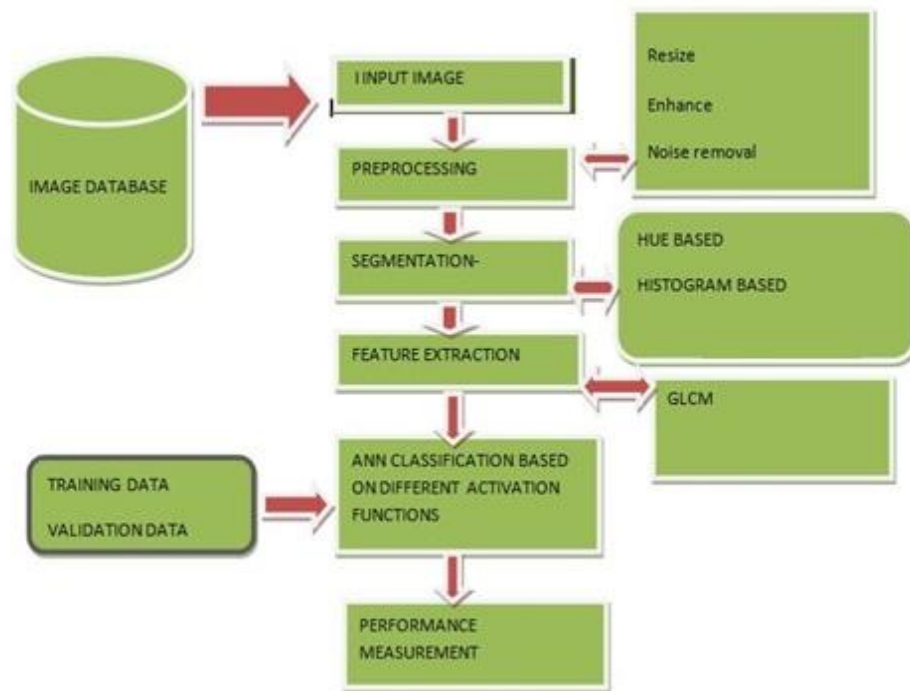 IMAGE DATABASE
I INPUT IMAGE
Resize
Enhance
Noise removal
PREPROCESSING
SEGMENTATION-
HUE BASED
HISTOGRAM BASED
FEATURE EXTRACTION
GLCM
TRAINING DATA
VALIDATION DATA
ANN CLASSIFICATION BASED
ON DIFFERENT ACTIVATION
FUNCTIONS
PERFORMANCE
MEASUREMENT